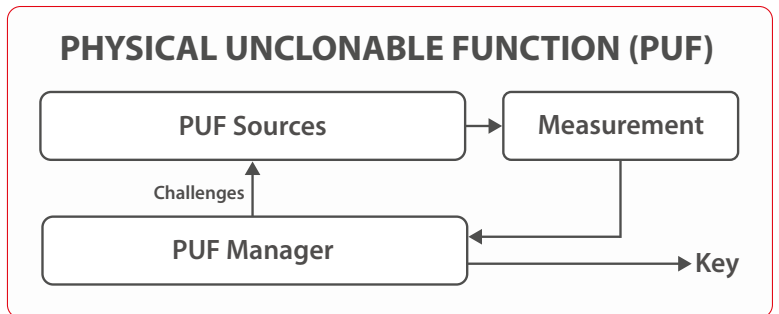 PHYSICAL UNCLONABLE FUNCTION (PUF)
PUF Sources
Measurement
Challenges
PUF Manager
Key